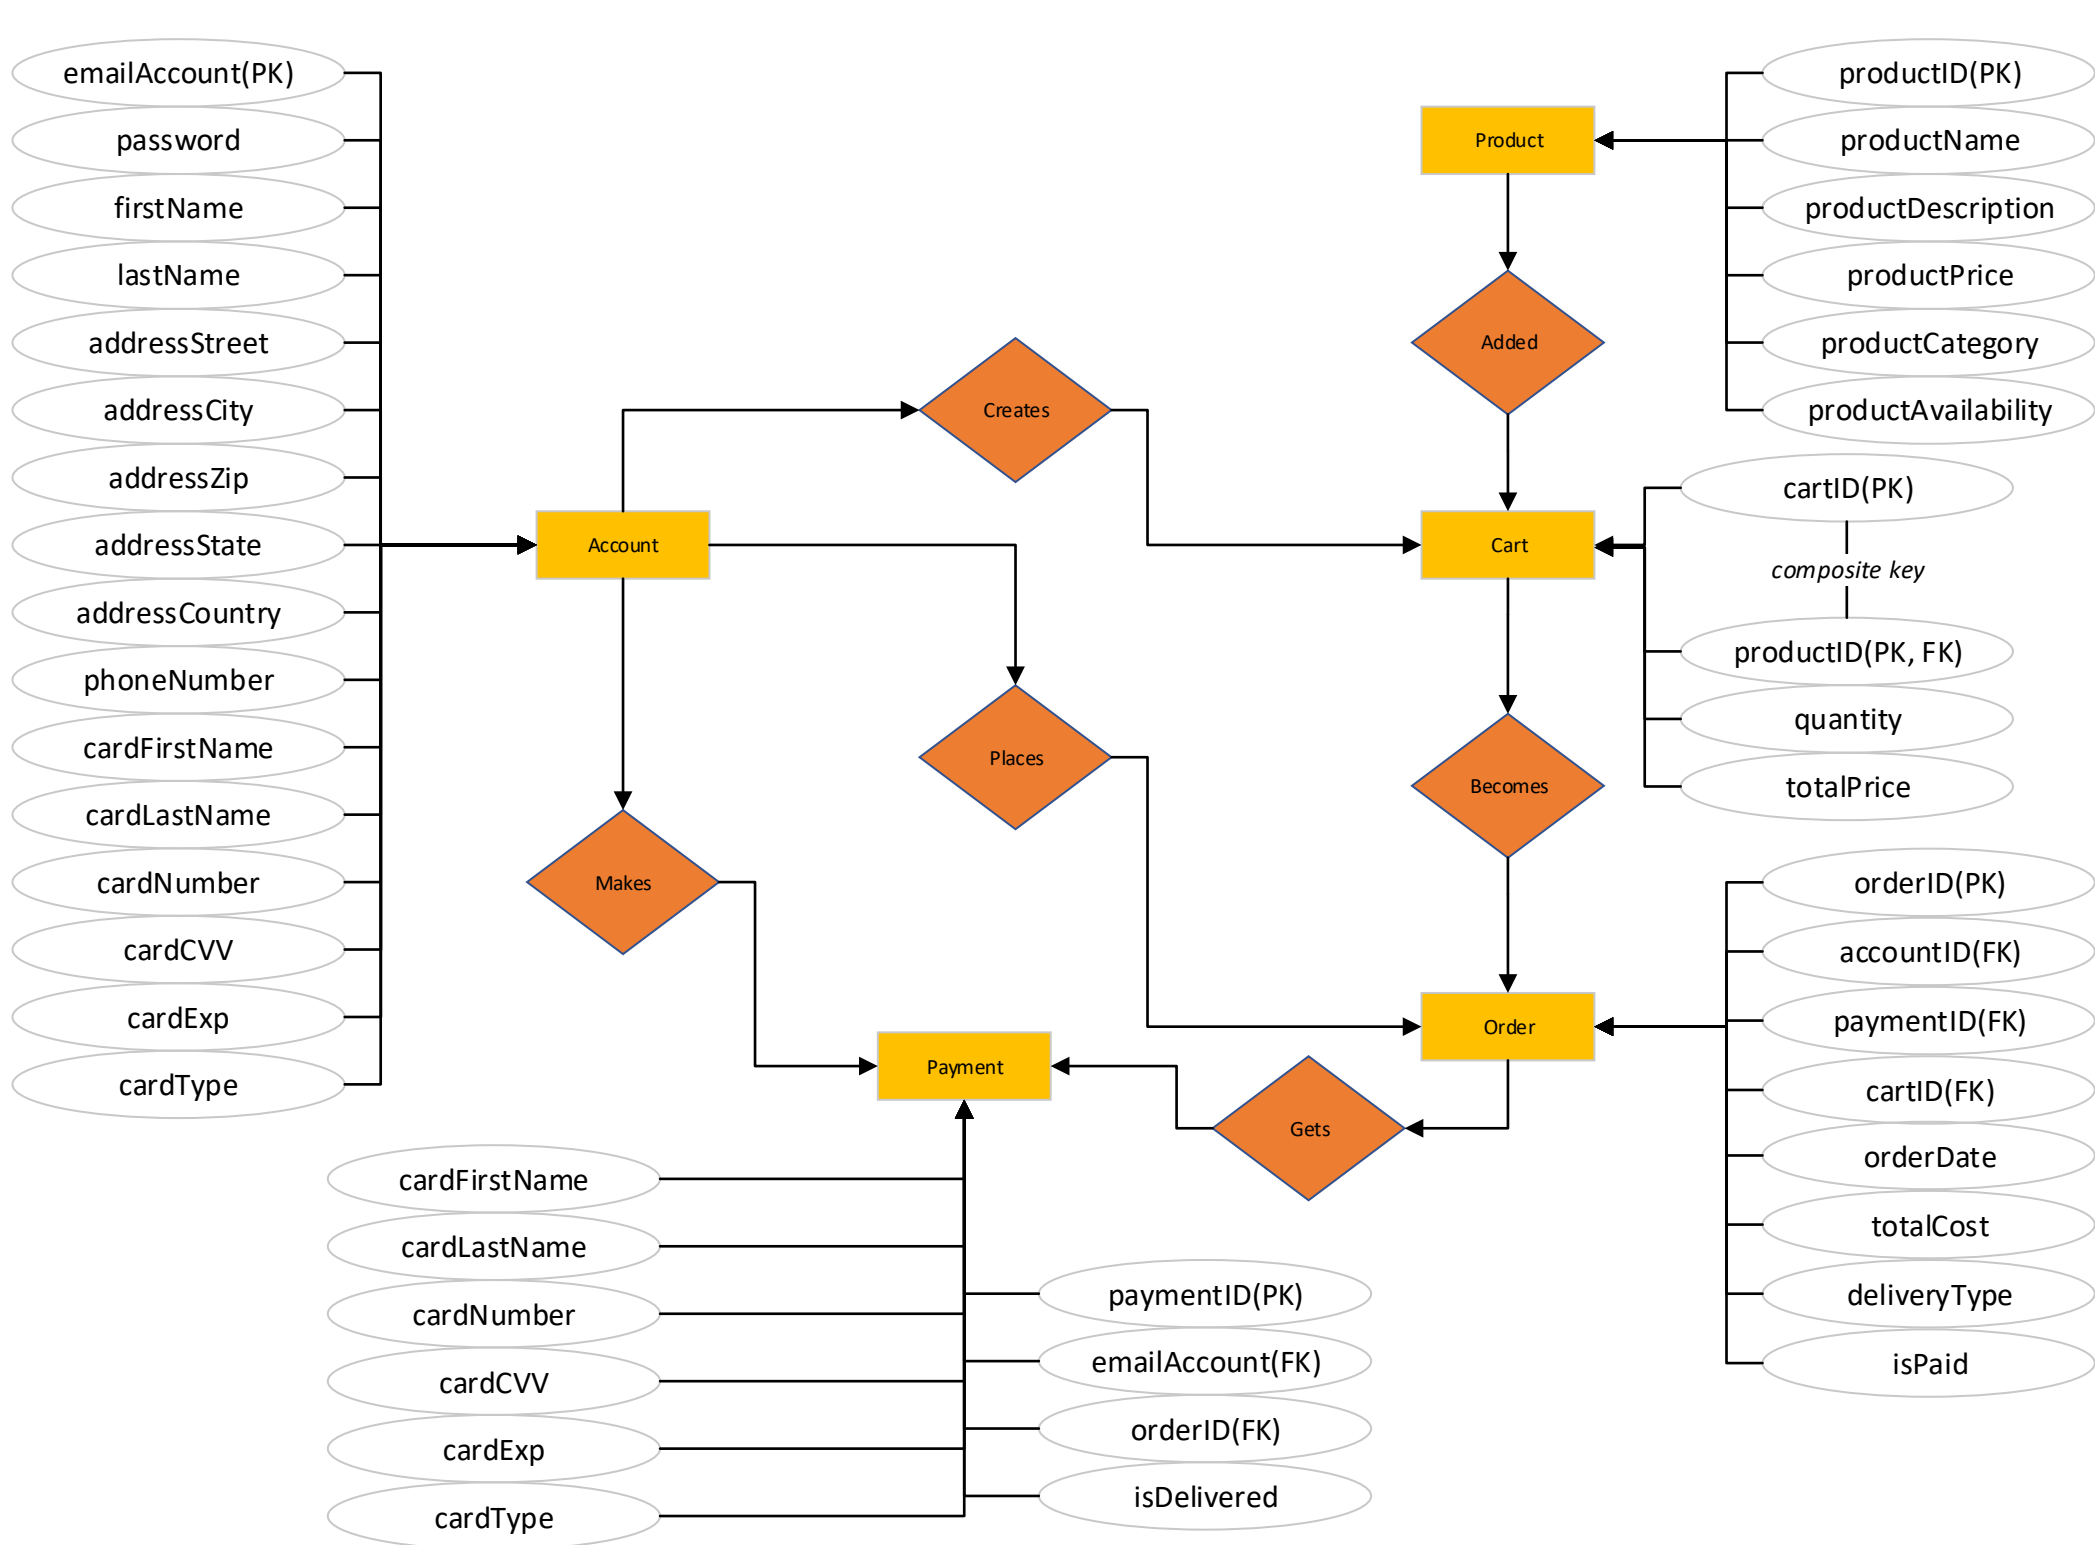 emailAccount(PK)
password
firstName
lastName
addressStreet
addressCity
addressZip
addressState
addressCountry
phoneNumber
cardFirstName
cardLastName
cardNumber
cardCVV
cardExp
cardType
Account
Creates
Places
Makes
Product
Added
Cart
Becomes
Order
Gets
Payment
productID(PK)
productName
productDescription
productPrice
productCategory
productAvailability
cartID(PK)
composite key
productID(PK, FK)
quantity
totalPrice
orderID(PK)
accountID(FK)
paymentID(FK)
cartID(FK)
orderDate
totalCost
deliveryType
isPaid
cardFirstName
cardLastName
cardNumber
cardCVV
cardExp
cardType
paymentID(PK)
emailAccount(FK)
orderID(FK)
isDelivered